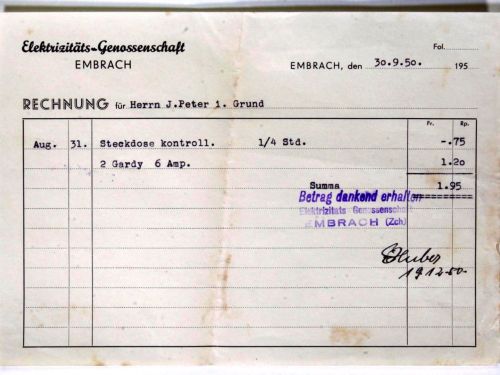 Elektrizitäts-Genossenschaft
EMBRACH
Fol.
EMBRACH, den 30.9.50. 195
RECHNUNG für Herrn J.Peter i. Grund
Fr. Rp.
Aug. 31. Steckdose kontroll. 1/4 Std. -.75
2 Gardy 6 Amp. 1.20
Summa 1.95
Betrag dankend erhalten
Elektrizitäts Genossenschaft
EMBRACH (Zch)
Huber
19.12.50.